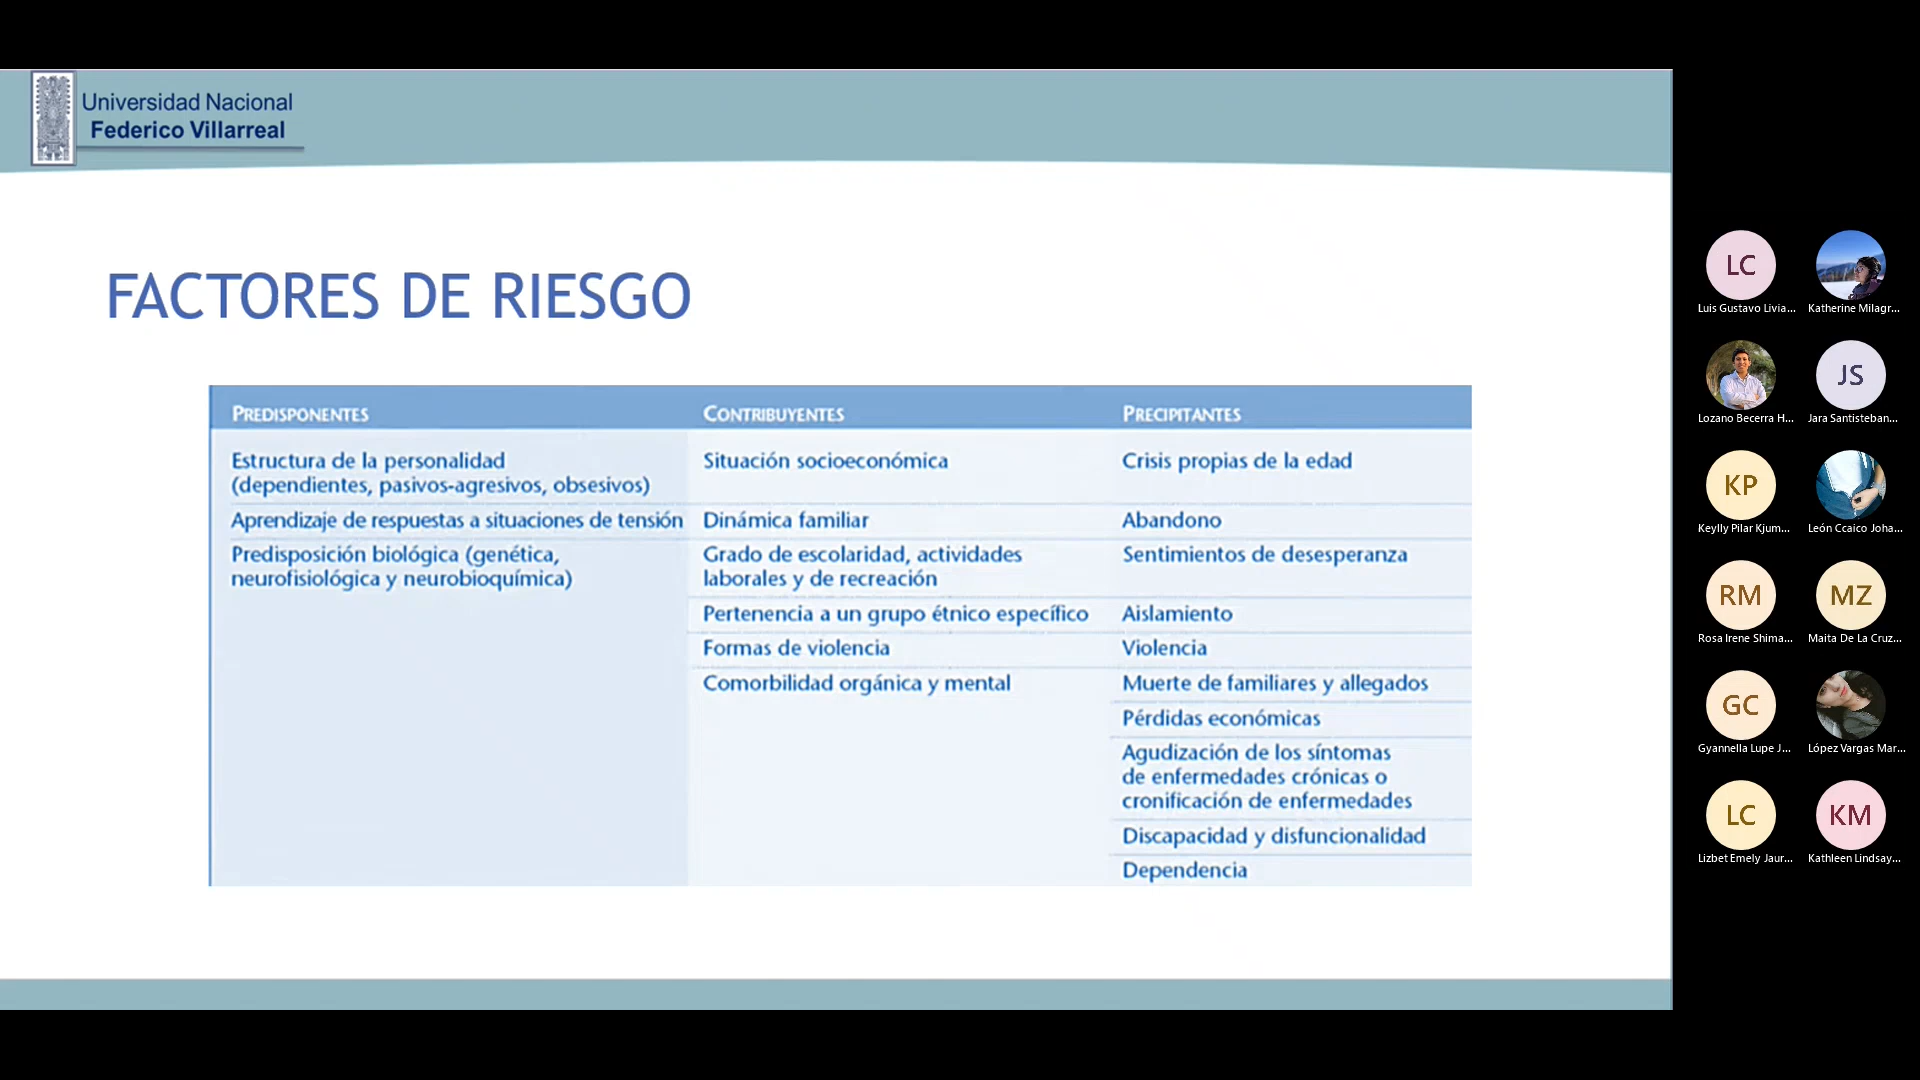 Universidad Nacional
Federico Villarreal
FACTORES DE RIESGO
PREDISPONENTES
CONTRIBUYENTES
PRECIPITANTES
Estructura de la personalidad
(dependientes, pasivos-agresivos, obsesivos)
Situación socioeconómica
Crisis propias de la edad
Aprendizaje de respuestas a situaciones de tensión
Dinámica familiar
Abandono
Predisposición biológica (genética,
neurofisiológica y neurobioquímica)
Grado de escolaridad, actividades
laborales y de recreación
Sentimientos de desesperanza
Pertenencia a un grupo étnico específico
Aislamiento
Formas de violencia
Violencia
Comorbilidad orgánica y mental
Muerte de familiares y allegados
Pérdidas económicas
Agudización de los síntomas
de enfermedades crónicas o
cronificación de enfermedades
Discapacidad y disfuncionalidad
Dependencia
LC
Luis Gustavo Livia...
Katherine Milagr...
Lozano Becerra H...
JS
Jara Santisteban...
KP
Keylly Pilar Kjum...
León Ccaico Joha...
RM
Rosa Irene Shima...
MZ
Maita De La Cruz...
GC
Gyannella Lupe J...
López Vargas Mar...
LC
Lizbet Emely Jaur...
KM
Kathleen Lindsay...